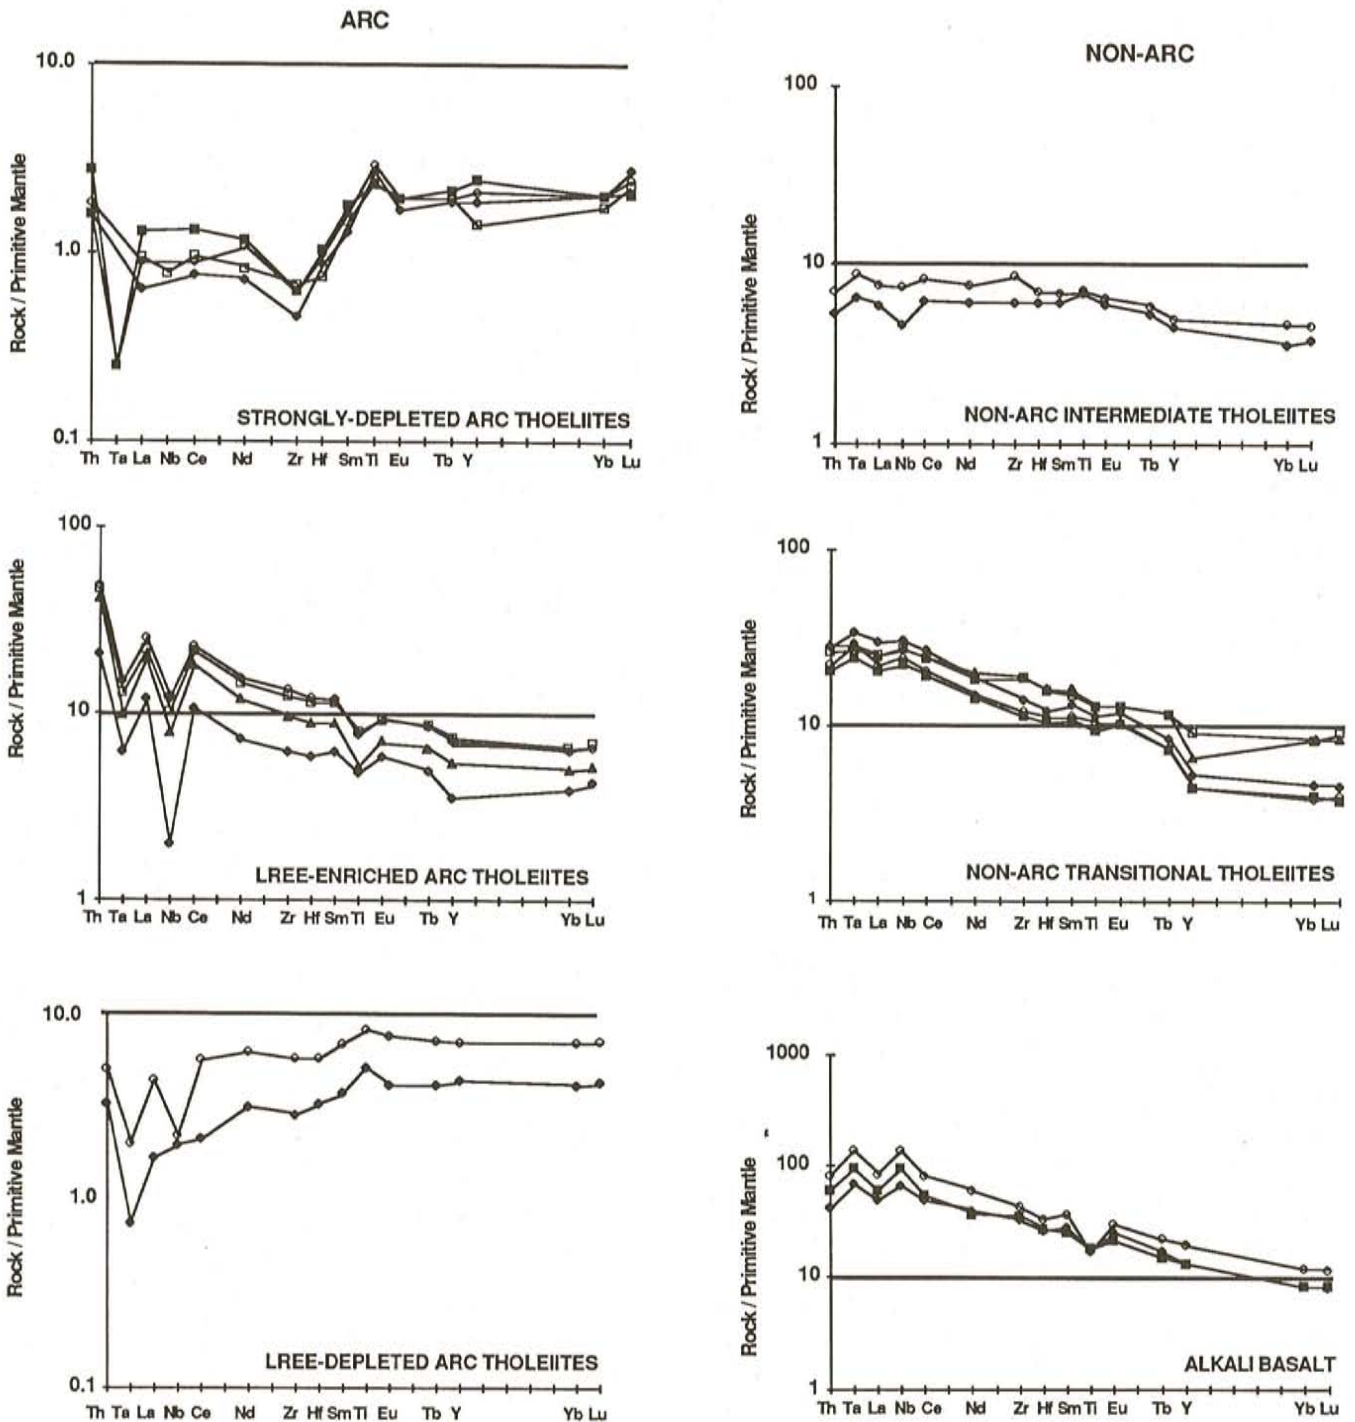 ARC
10.0
1.0
0.1
Rock / Primitive Mantle
STRONGLY-DEPLETED ARC THOELIITES
Th Ta La Nb Ce Nd Zr Hf Sm Ti Eu Tb Y Yb Lu
100
10
1
Rock / Primitive Mantle
LREE-ENRICHED ARC THOLEIITES
Th Ta La Nb Ce Nd Zr Hf Sm Ti Eu Tb Y Yb Lu
10.0
1.0
0.1
Rock / Primitive Mantle
LREE-DEPLETED ARC THOLEIITES
Th Ta La Nb Ce Nd Zr Hf Sm Ti Eu Tb Y Yb Lu
NON-ARC
100
10
1
Rock / Primitive Mantle
NON-ARC INTERMEDIATE THOLEIITES
Th Ta La Nb Ce Nd Zr Hf Sm Ti Eu Tb Y Yb Lu
100
10
1
Rock / Primitive Mantle
NON-ARC TRANSITIONAL THOLEIITES
Th Ta La Nb Ce Nd Zr Hf Sm Ti Eu Tb Y Yb Lu
1000
100
10
1
Rock / Primitive Mantle
ALKALI BASALT
Th Ta La Nb Ce Nd Zr Hf Sm Ti Eu Tb Y Yb Lu